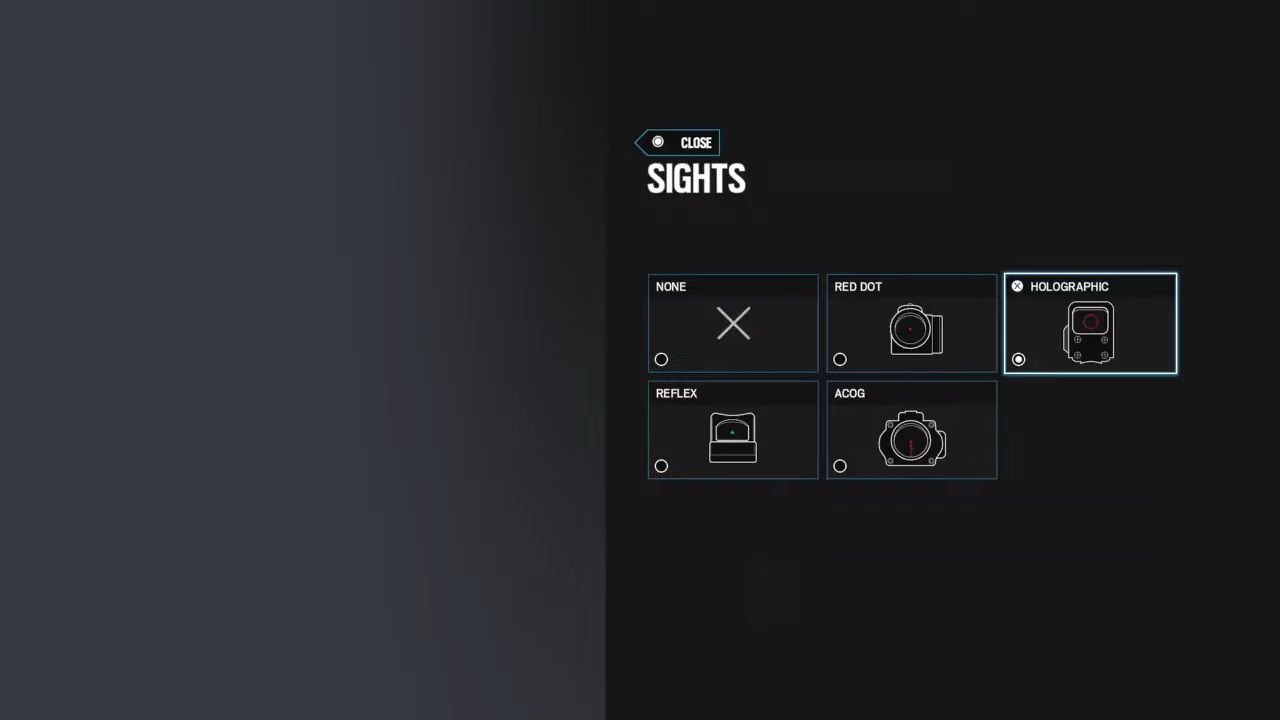 CLOSE
SIGHTS
NONE
RED DOT
HOLOGRAPHIC
REFLEX
ACOG